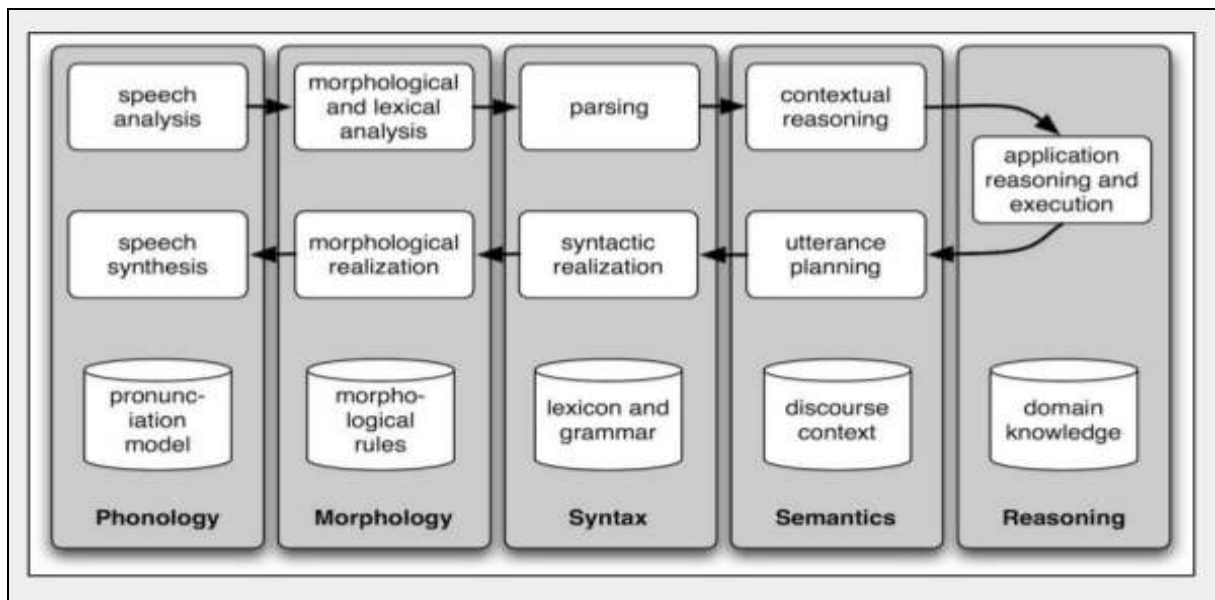 speech
analysis
morphological
and lexical
analysis
parsing
contextual
reasoning
application
reasoning and
execution
speech
synthesis
morphological
realization
syntactic
realization
utterance
planning
pronunc-
iation
model
morpho-
logical
rules
lexicon and
grammar
discourse
context
domain
knowledge
Phonology
Morphology
Syntax
Semantics
Reasoning